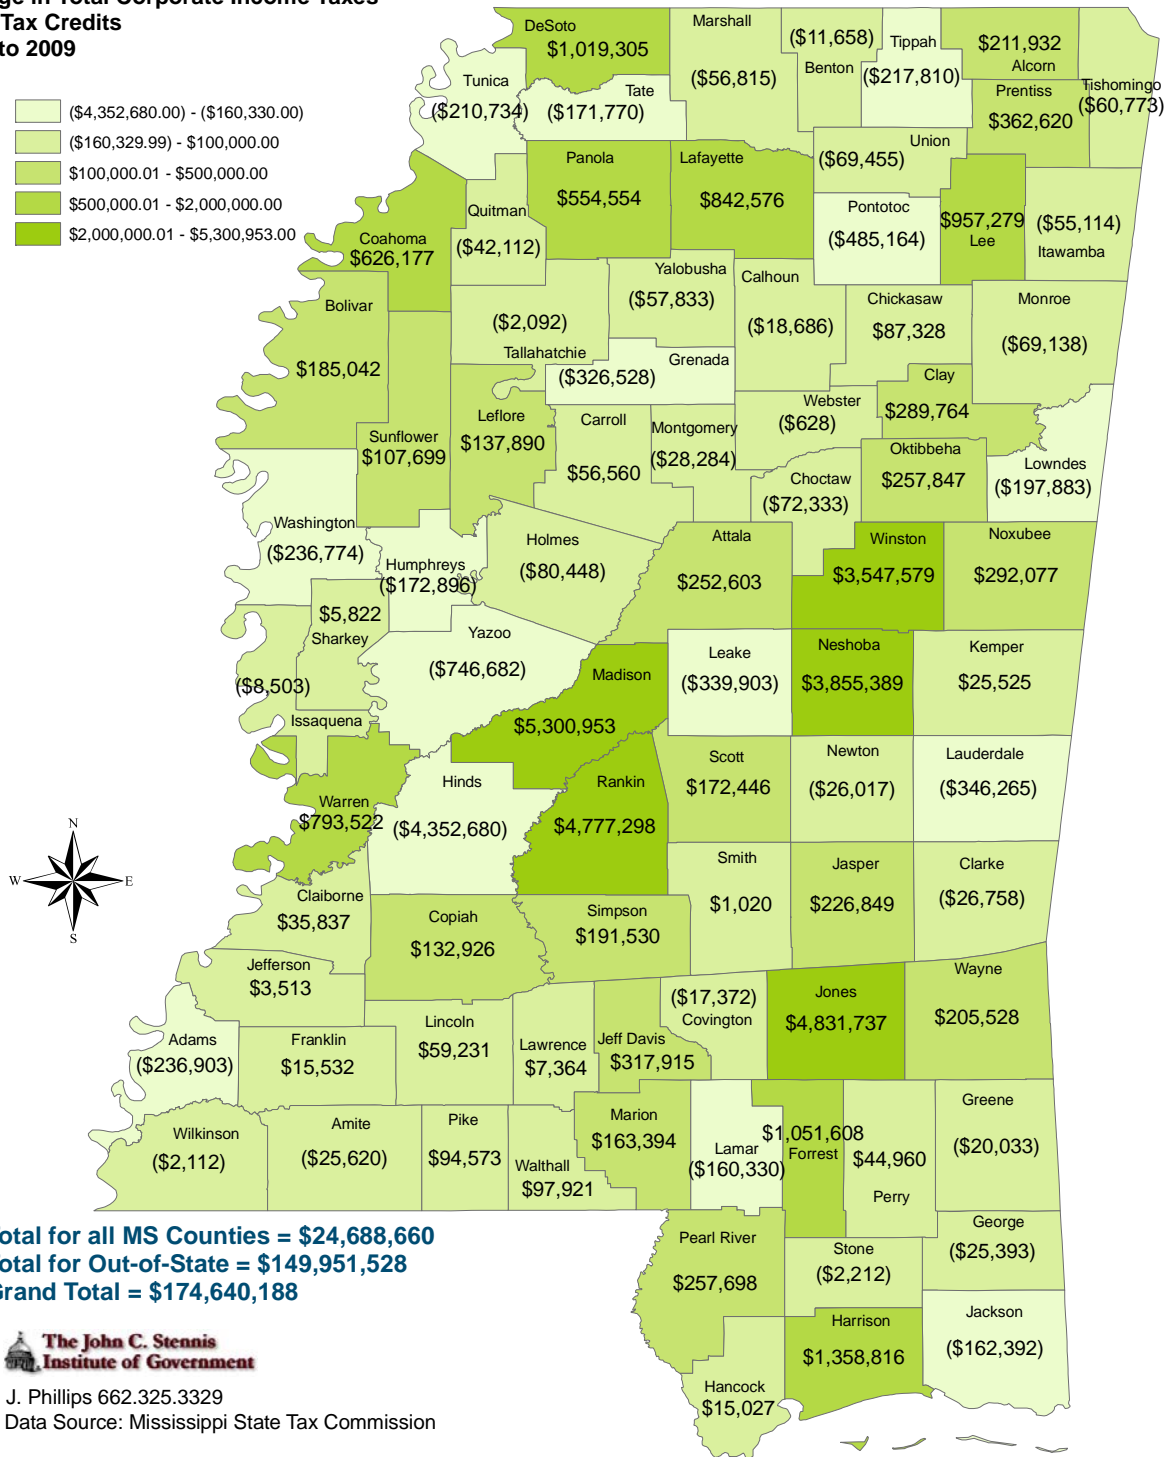 ge in Total Corporate Income Taxes
Tax Credits
to 2009
($4,352,680.00) - ($160,330.00)
($160,329.99) - $100,000.00
$100,000.01 - $500,000.00
$500,000.01 - $2,000,000.00
$2,000,000.01 - $5,300,953.00
DeSoto
$1,019,305
Marshall
($56,815)
($11,658)
Benton
Tippah
($217,810)
$211,932
Alcorn
Prentiss
$362,620
Tishomingo
($60,773)
Tunica
($210,734)
Tate
($171,770)
Panola
$554,554
Lafayette
$842,576
Union
($69,455)
Pontotoc
($485,164)
$957,279
Lee
($55,114)
Itawamba
Quitman
($42,112)
Coahoma
$626,177
Bolivar
$185,042
Yalobusha
($57,833)
Calhoun
($18,686)
Chickasaw
$87,328
Monroe
($69,138)
($2,092)
Tallahatchie
Grenada
($326,528)
Clay
$289,764
Webster
($628)
Leflore
$137,890
Carroll
$56,560
Montgomery
($28,284)
Sunflower
$107,699
Oktibbeha
$257,847
Choctaw
($72,333)
Lowndes
($197,883)
Washington
($236,774)
Humphreys
($172,896)
Holmes
($80,448)
Attala
$252,603
Winston
$3,547,579
Noxubee
$292,077
$5,822
Sharkey
Yazoo
($746,682)
($8,503)
Issaquena
Madison
$5,300,953
Leake
($339,903)
Neshoba
$3,855,389
Kemper
$25,525
Hinds
($4,352,680)
Rankin
$4,777,298
Scott
$172,446
Newton
($26,017)
Lauderdale
($346,265)
Warren
$793,522
N
W
E
S
Smith
$1,020
Jasper
$226,849
Clarke
($26,758)
Claiborne
$35,837
Copiah
$132,926
Simpson
$191,530
Jefferson
$3,513
($17,372)
Covington
Jones
$4,831,737
Wayne
$205,528
Adams
($236,903)
Franklin
$15,532
Lincoln
$59,231
Lawrence
$7,364
Jeff Davis
$317,915
Wilkinson
($2,112)
Amite
($25,620)
Pike
$94,573
Walthall
$97,921
Marion
$163,394
Lamar
($160,330)
$1,051,608
Forrest
$44,960
Perry
Greene
($20,033)
Total for all MS Counties = $24,688,660
Total for Out-of-State = $149,951,528
Grand Total = $174,640,188
Pearl River
$257,698
Stone
($2,212)
George
($25,393)
Harrison
$1,358,816
Jackson
($162,392)
Hancock
$15,027
The John C. Stennis
Institute of Government
J. Phillips 662.325.3329
Data Source: Mississippi State Tax Commission